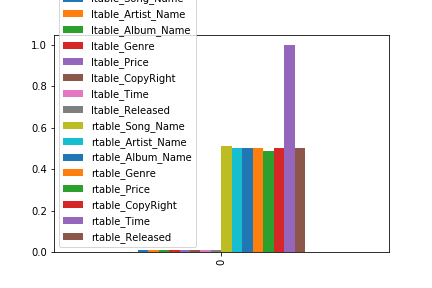 ltable_Song_Name
ltable_Artist_Name
ltable_Album_Name
ltable_Genre
ltable_Price
ltable_CopyRight
ltable_Time
ltable_Released
rtable_Song_Name
rtable_Artist_Name
rtable_Album_Name
rtable_Genre
rtable_Price
rtable_CopyRight
rtable_Time
rtable_Released
1.0
0.8
0.6
0.4
0.2
0.0
0